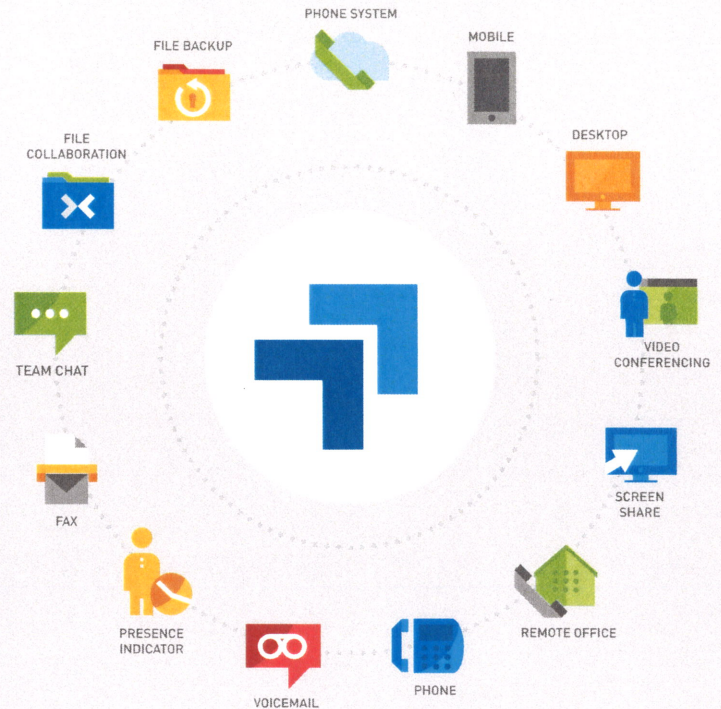 PHONE SYSTEM
MOBILE
DESKTOP
VIDEO
CONFERENCING
SCREEN
SHARE
REMOTE OFFICE
PHONE
VOICEMAIL
PRESENCE
INDICATOR
FAX
TEAM CHAT
FILE
COLLABORATION
FILE BACKUP